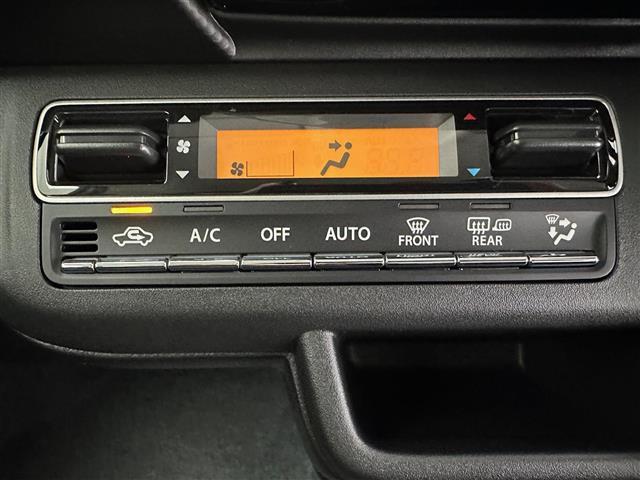 A/C OFF AUTO FRONT REAR